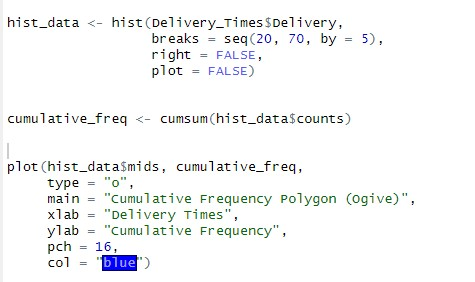 hist_data <- hist(Delivery_Times$Delivery,
breaks = seq(20, 70, by = 5),
right = FALSE,
plot = FALSE)
cumulative_freq <- cumsum(hist_data$counts)
plot(hist_data$mids, cumulative_freq,
type = "o",
main = "Cumulative Frequency Polygon (Ogive)",
xlab = "Delivery Times",
ylab = "Cumulative Frequency",
pch = 16,
col = "blue")